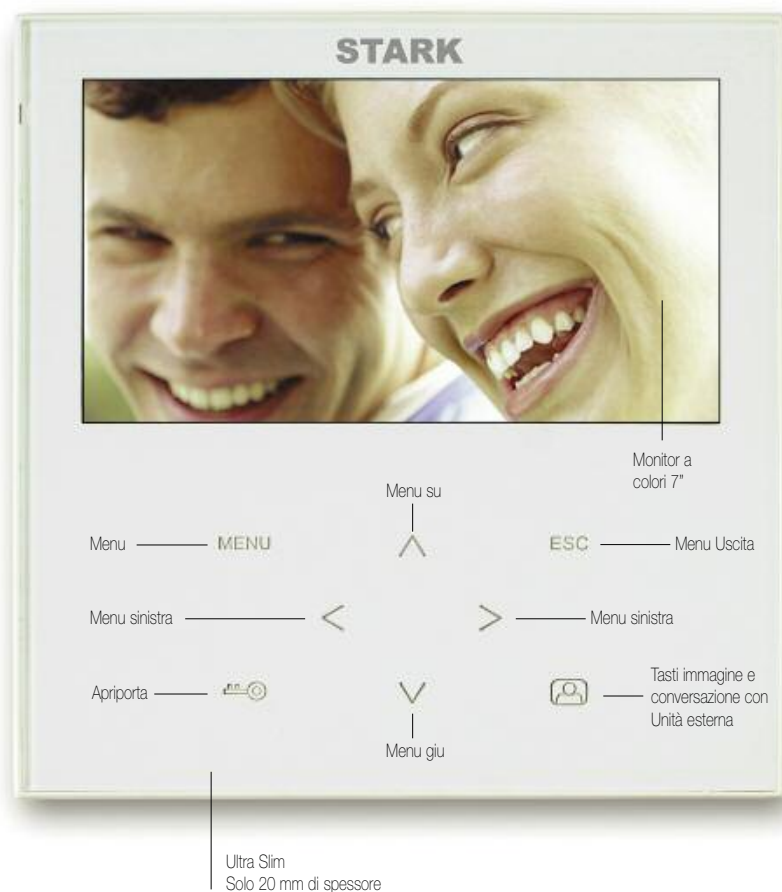 STARK
Monitor a
colori 7"
Menu su
Menu
MENU
ESC
Menu Uscita
Menu sinistra
<
>
Menu sinistra
Apriporta
Tasti immagine e
conversazione con
Unità esterna
Menu giu
Ultra Slim
Solo 20 mm di spessore